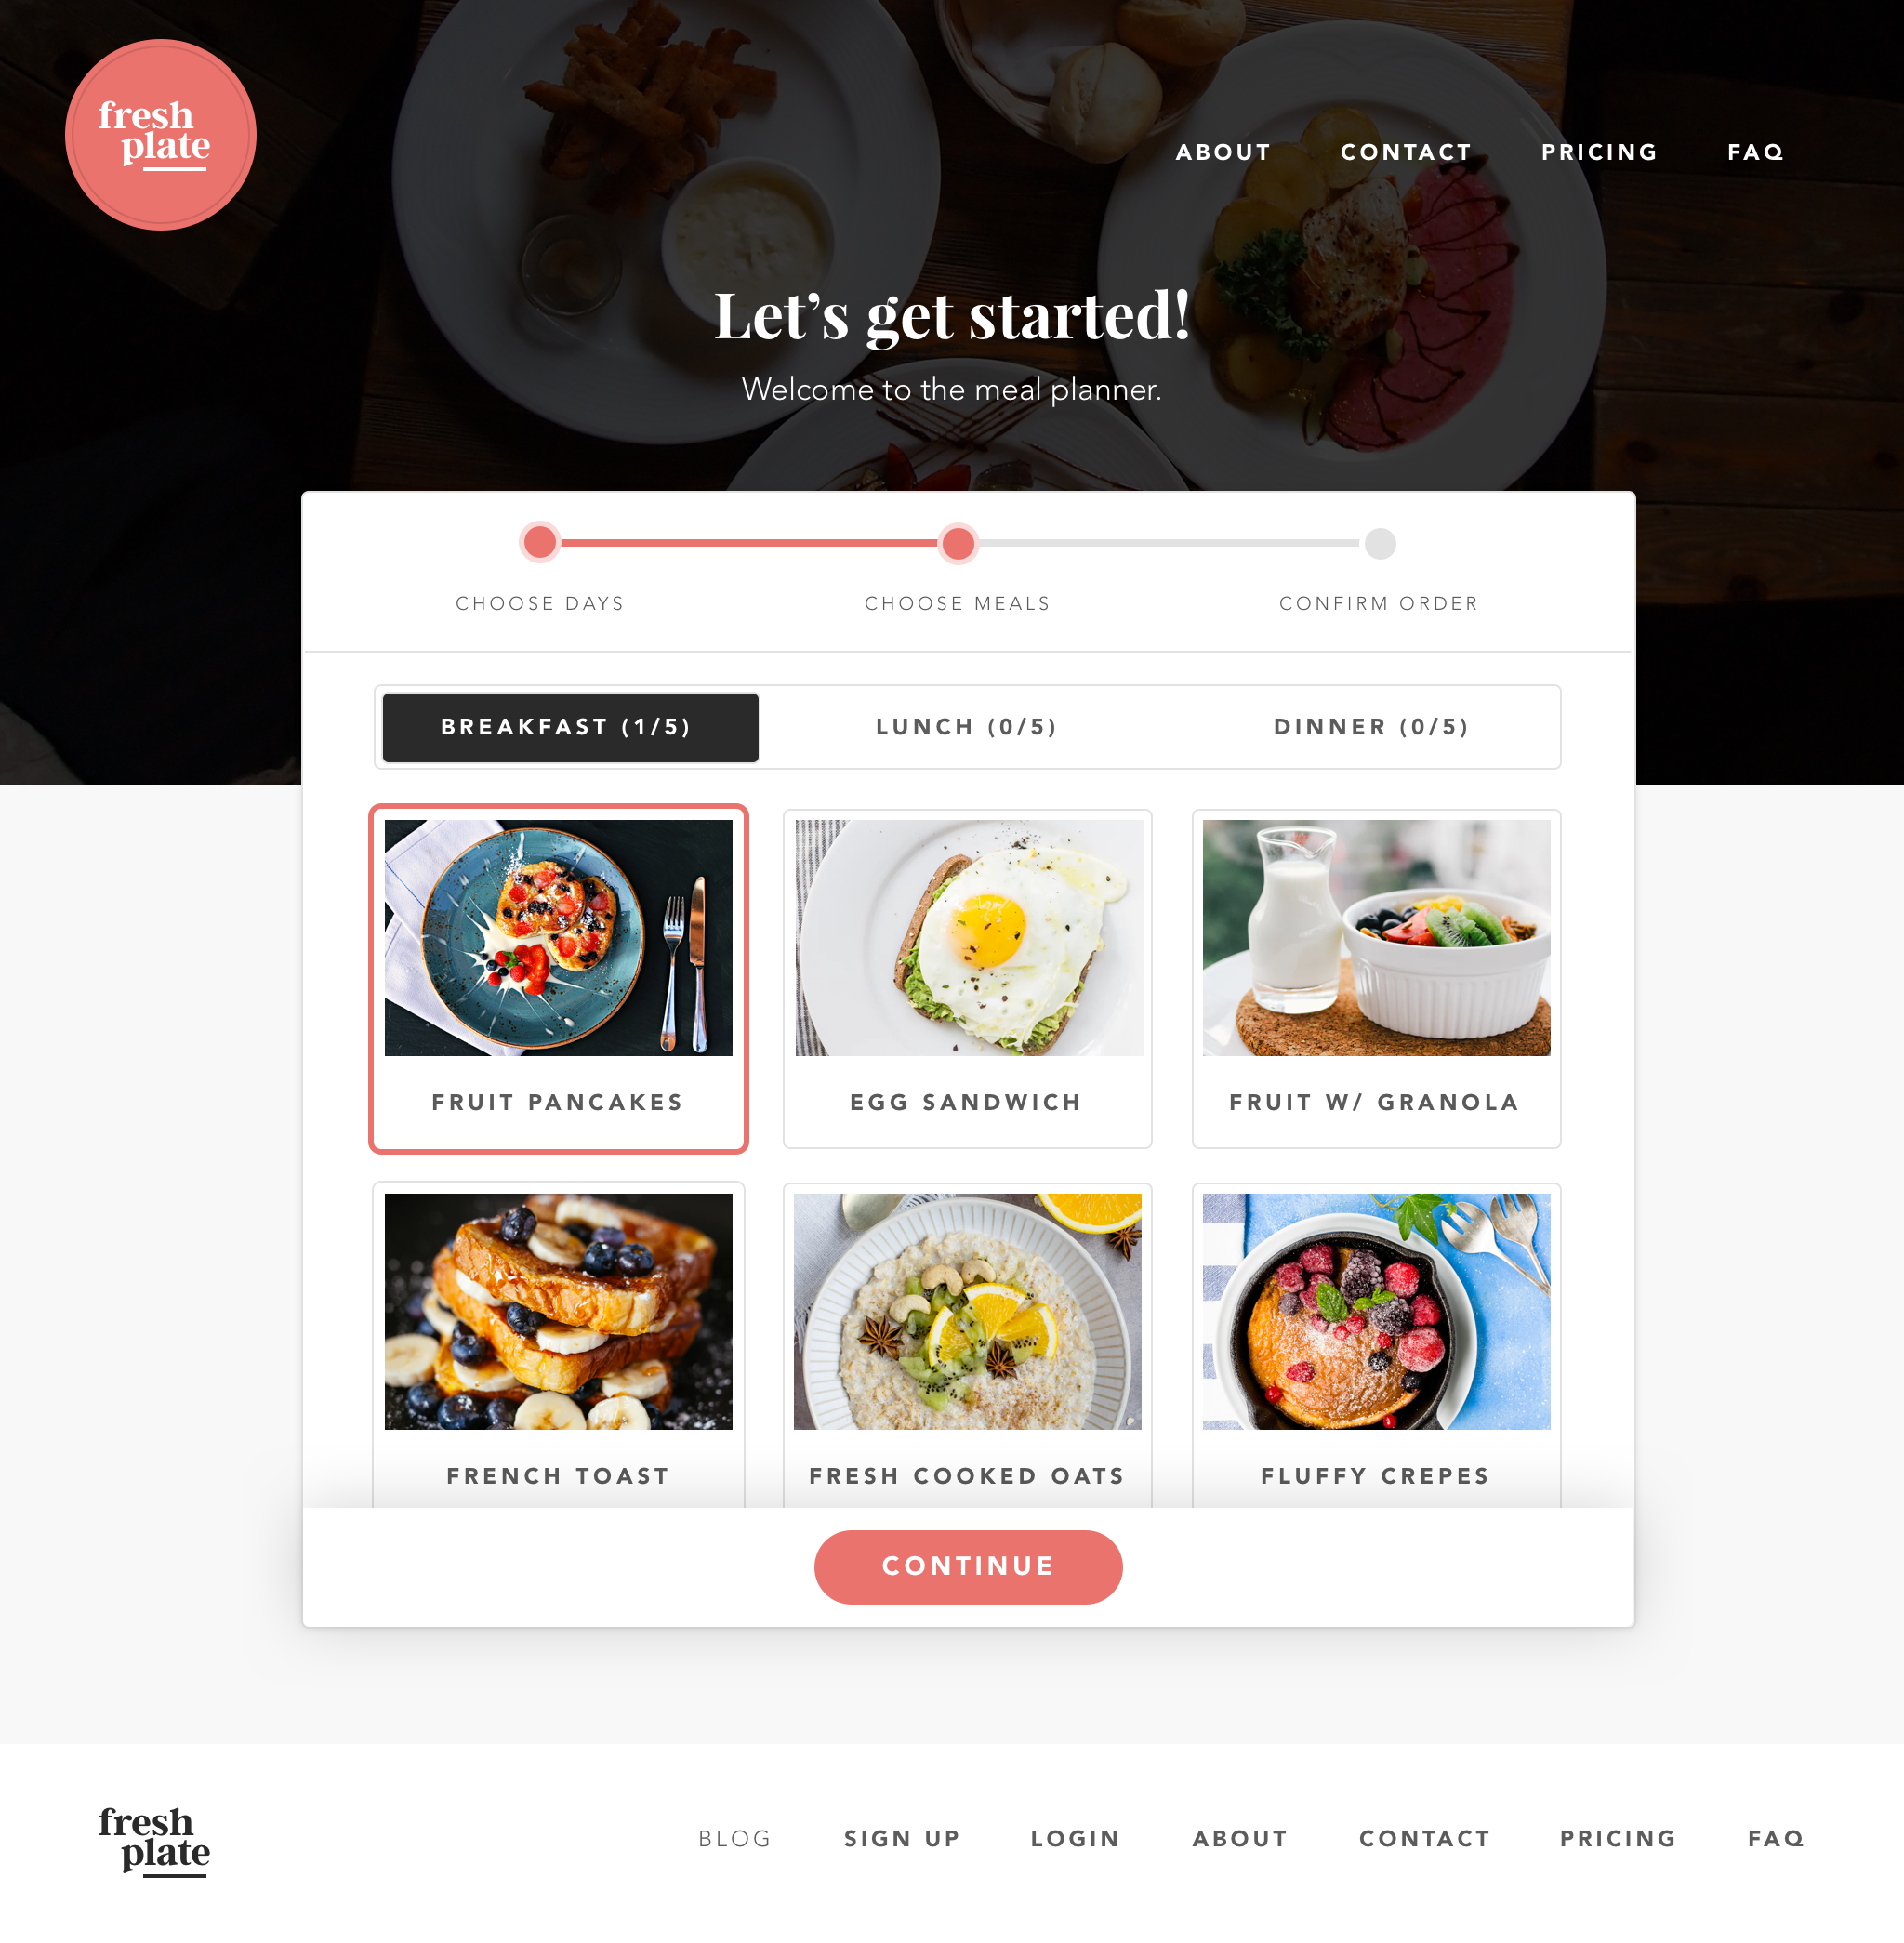 fresh
plate
ABOUT CONTACT PRICING FAQ
Let’s get started!
Welcome to the meal planner.
CHOOSE DAYS CHOOSE MEALS CONFIRM ORDER
BREAKFAST (1/5) LUNCH (0/5) DINNER (0/5)
FRUIT PANCAKES EGG SANDWICH FRUIT W/ GRANOLA
FRENCH TOAST FRESH COOKED OATS FLUFFY CREPES
CONTINUE
fresh
plate
BLOG SIGN UP LOGIN ABOUT CONTACT PRICING FAQ